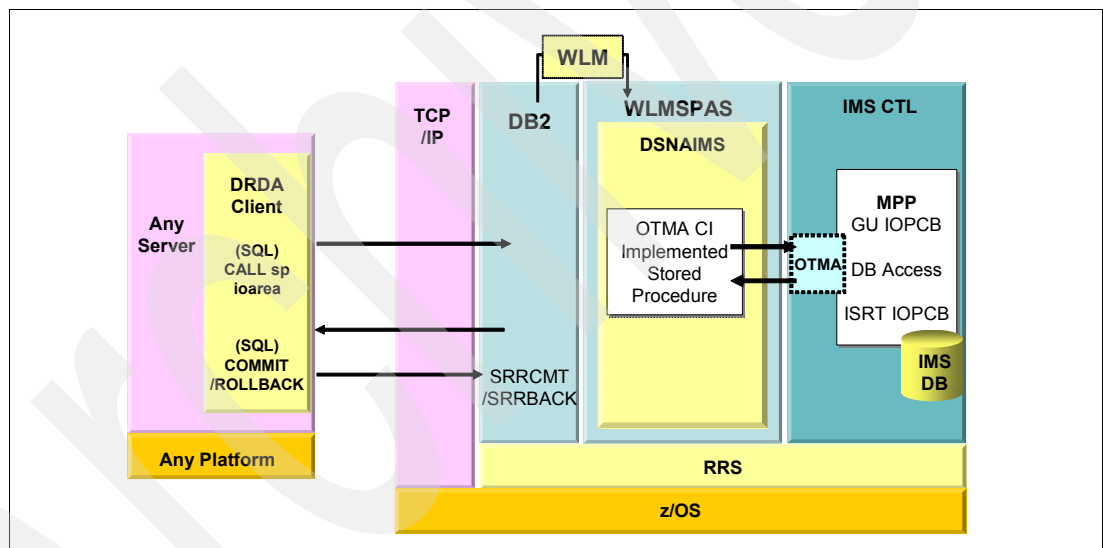 WLM
TCP
/IP
DB2
WLMSPAS
IMS CTL
DSNAIMS
DRDA
Client
Any
Server
(SQL)
CALL sp
ioarea
(SQL)
COMMIT
/ROLLBACK
OTMA CI
Implemented
Stored
Procedure
OTMA
MPP
GU IOPCB
DB Access
ISRT IOPCB
IMS
DB
SRRCMT
/SRRBACK
Any Platform
RRS
z/OS